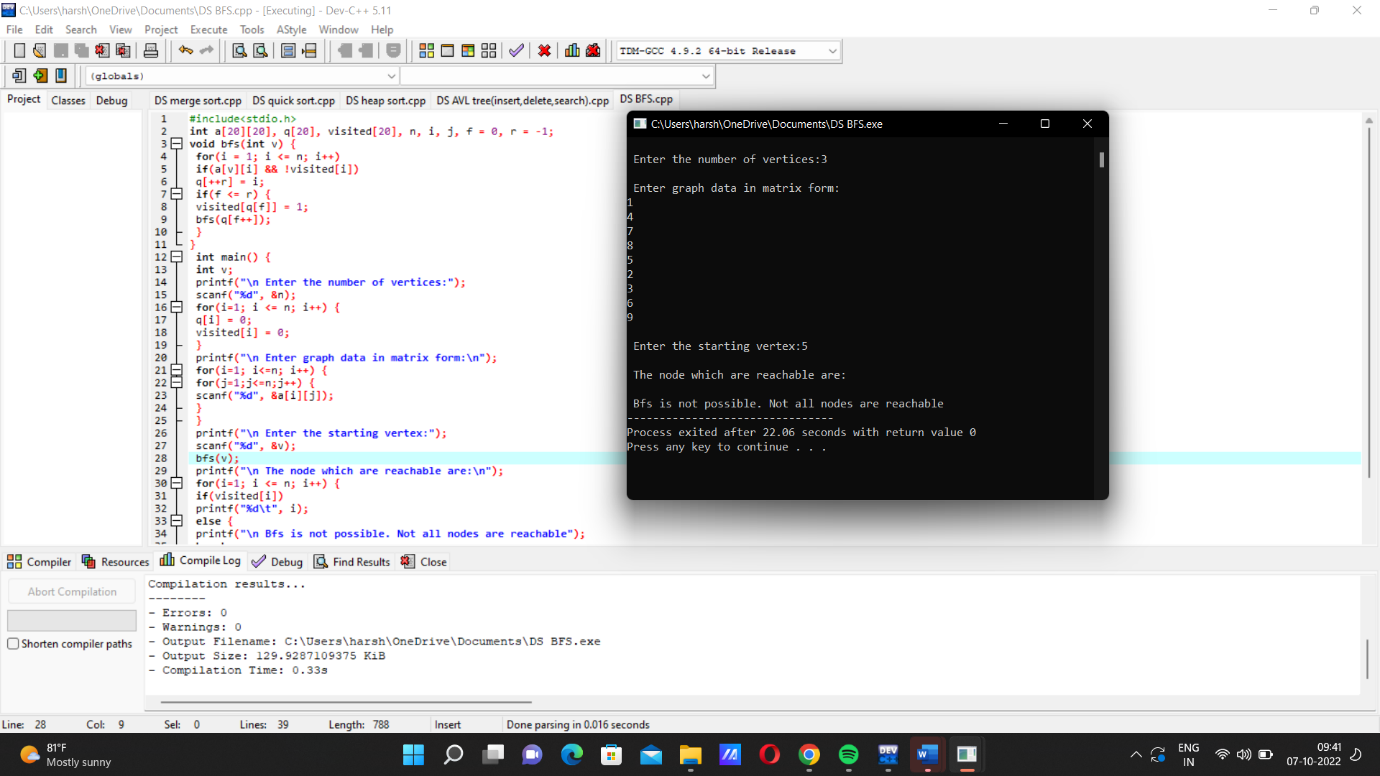 C:\Users\harsh\OneDrive\Documents\DS BFS.cpp - [Executing] - Dev-C++ 5.11
File Edit Search View Project Execute Tools AStyle Window Help
TDM-GCC 4.9.2 64-bit Release
(globals)
Project Classes Debug
DS merge sort.cpp DS quick sort.cpp DS heap sort.cpp DS AVL tree(insert,delete,search).cpp DS BFS.cpp
1 #include<stdio.h>
2 int a[20][20], q[20], visited[20], n, i, j, f = 0, r = -1;
3 void bfs(int v) {
4 for(i = 1; i <= n; i++)
5 if(a[v][i] && !visited[i])
6 q[++r] = i;
7 if(f <= r) {
8 visited[q[f]] = 1;
9 bfs(q[f++]);
10 }
11 }
12 int main() {
13 int v;
14 printf("\n Enter the number of vertices:");
15 scanf("%d", &n);
16 for(i=1; i <= n; i++) {
17 q[i] = 0;
18 visited[i] = 0;
19 }
20 printf("\n Enter graph data in matrix form:\n");
21 for(i=1; i<=n; i++) {
22 for(j=1;j<=n;j++) {
23 scanf("%d", &a[i][j]);
24 }
25 }
26 printf("\n Enter the starting vertex:");
27 scanf("%d", &v);
28 bfs(v);
29 printf("\n The node which are reachable are:\n");
30 for(i=1; i <= n; i++) {
31 if(visited[i])
32 printf("%d\t", i);
33 else {
34 printf("\n Bfs is not possible. Not all nodes are reachable");
C:\Users\harsh\OneDrive\Documents\DS BFS.exe
Enter the number of vertices:3
Enter graph data in matrix form:
1
4
7
8
5
2
3
6
9
Enter the starting vertex:5
The node which are reachable are:
Bfs is not possible. Not all nodes are reachable
--------------------------------
Process exited after 22.06 seconds with return value 0
Press any key to continue . . .
Compiler Resources Compile Log Debug Find Results Close
Abort Compilation
Shorten compiler paths
Compilation results...
--------
- Errors: 0
- Warnings: 0
- Output Filename: C:\Users\harsh\OneDrive\Documents\DS BFS.exe
- Output Size: 129.9287109375 KiB
- Compilation Time: 0.33s
Line: 28 Col: 9 Sel: 0 Lines: 39 Length: 788 Insert Done parsing in 0.016 seconds
81°F
Mostly sunny
DEV
W
ENG
IN
09:41
07-10-2022